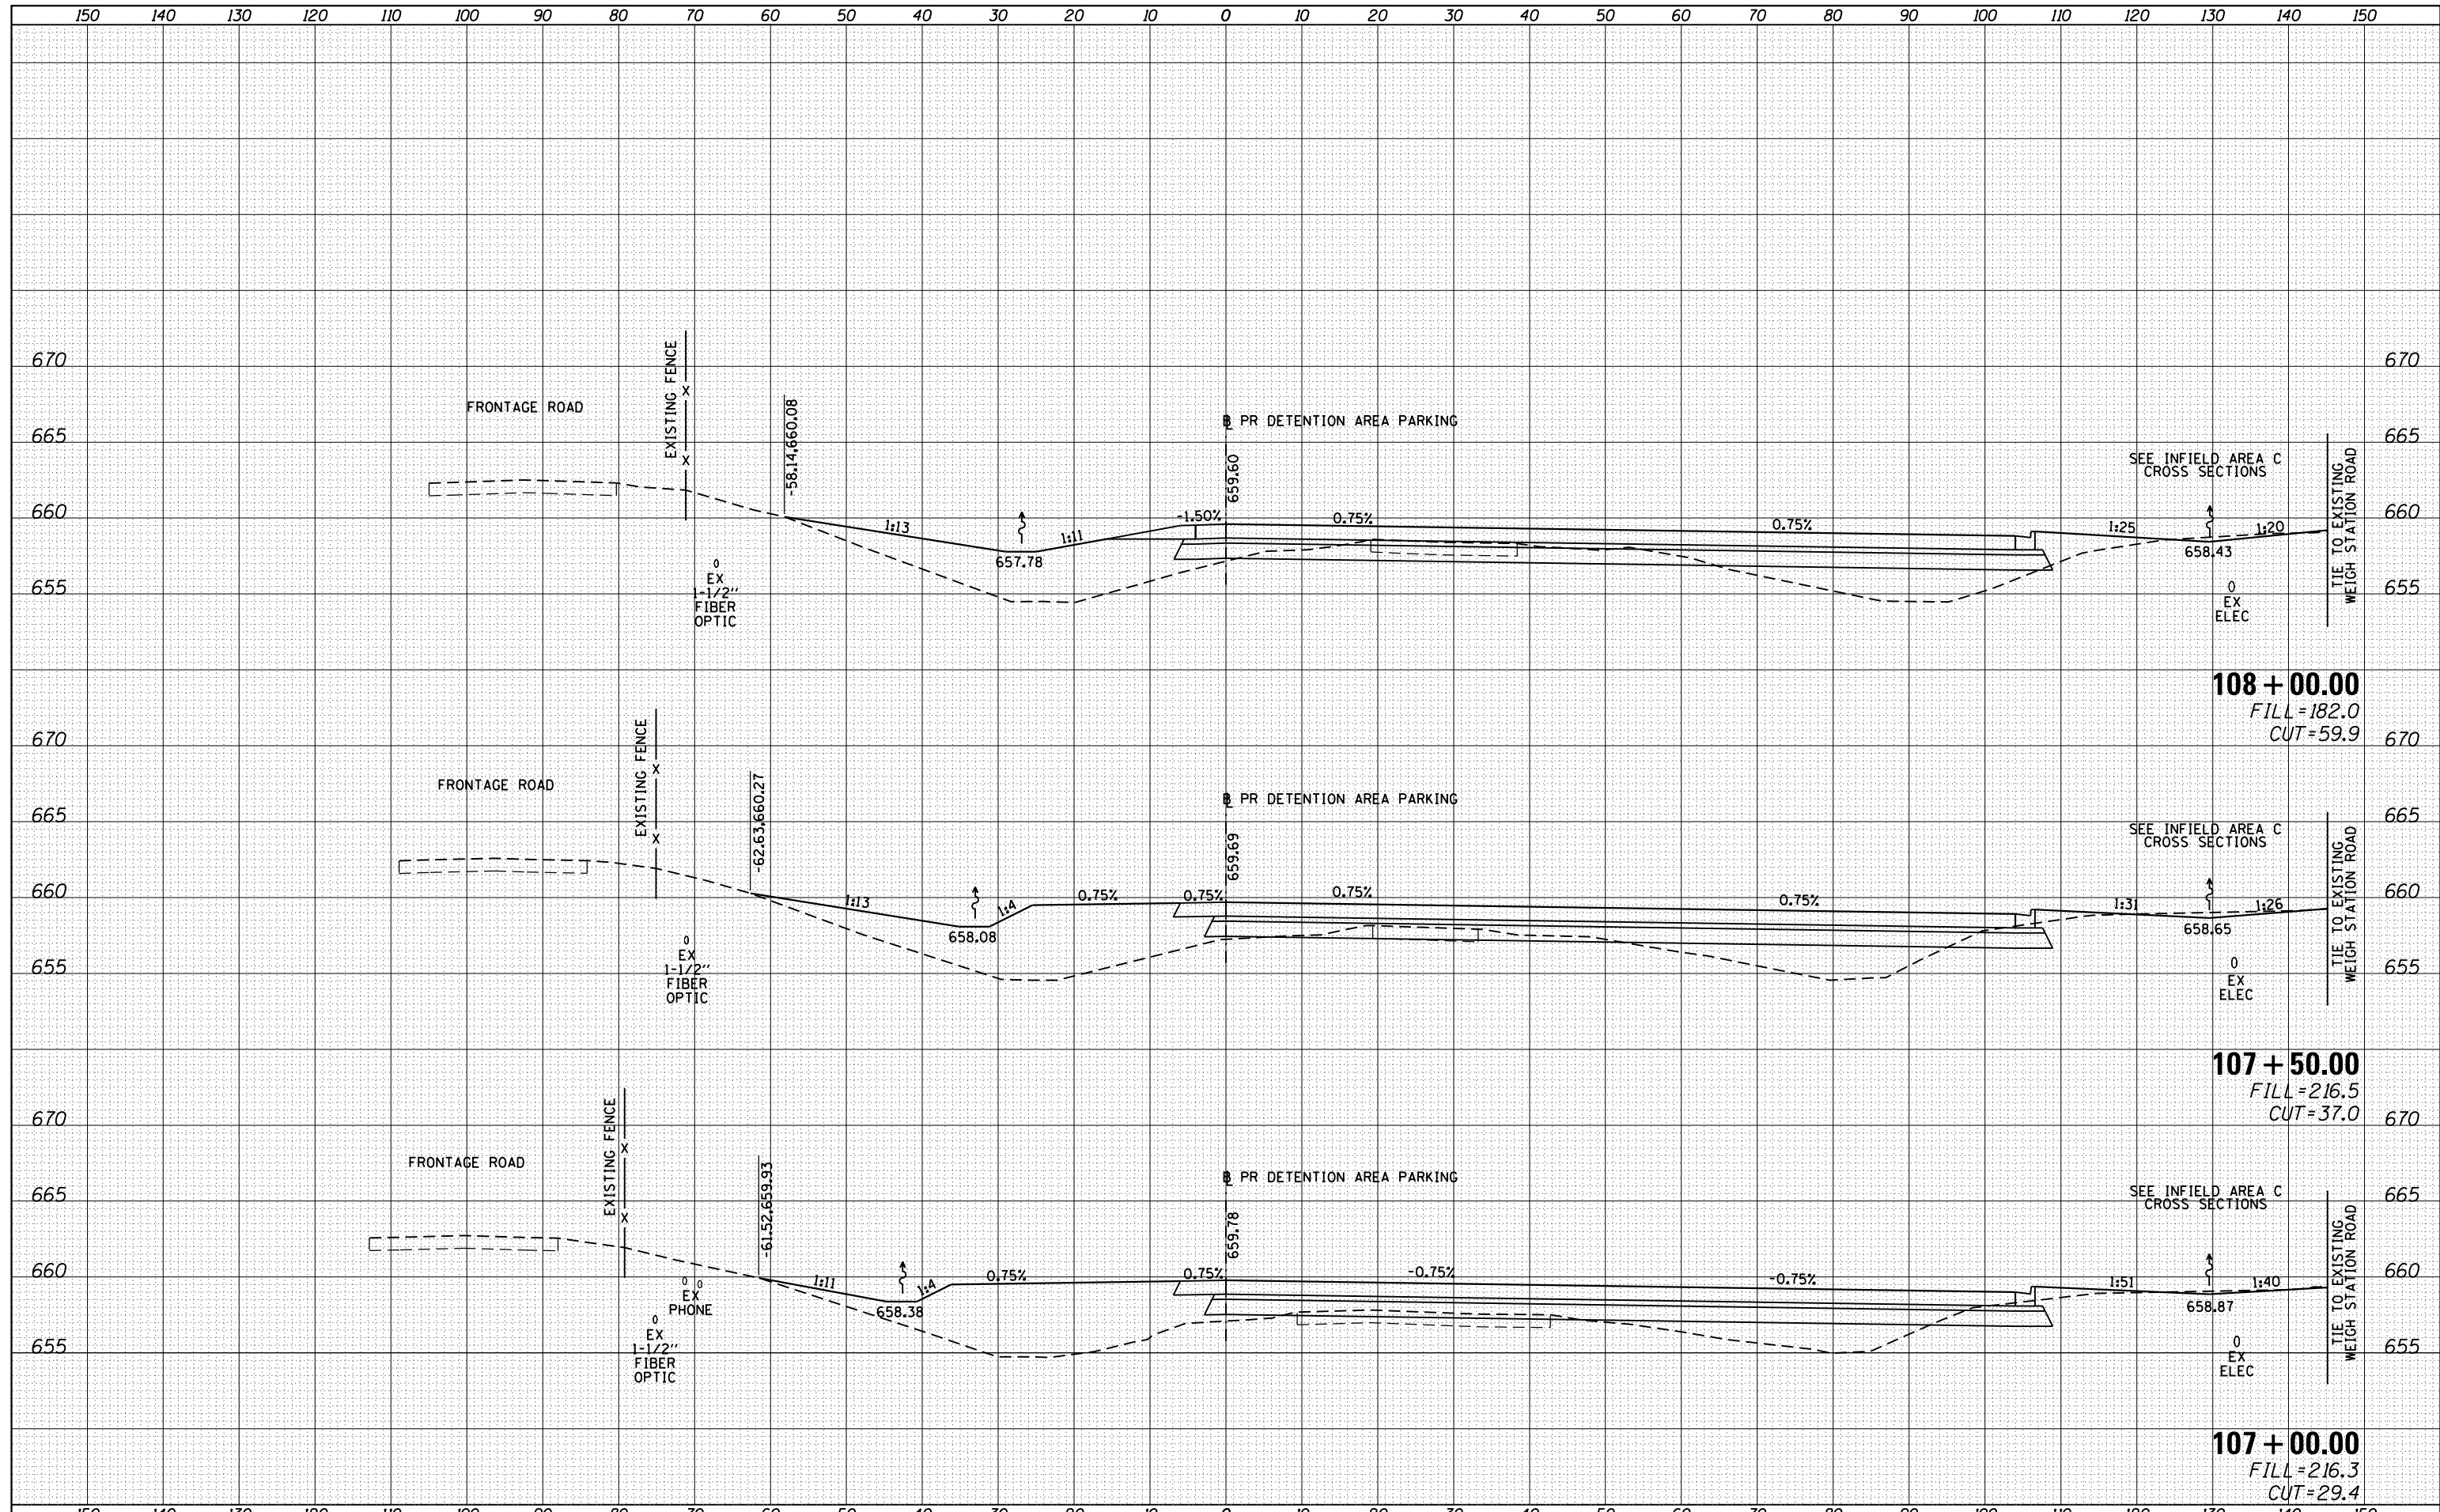 150 140 130 120 110 100 90 80 70 60 50 40 30 20 10 0 10 20 30 40 50 60 70 80 90 100 110 120 130 140 150
670 670
665 665
660 660
655 655
FRONTAGE ROAD
EXISTING FENCE
X
X
-58.14,660.08
659.60
PR DETENTION AREA PARKING
SEE INFIELD AREA C
CROSS SECTIONS
TIE TO EXISTING
WEIGH STATION ROAD
1:13
657.78
1:11
-1.50%
0.75%
0.75%
1:25
658.43
1:20
EX
1-1/2"
FIBER
OPTIC
EX
ELEC
108+00.00
FILL=182.0
CUT=59.9
670 670
665 665
660 660
655 655
FRONTAGE ROAD
EXISTING FENCE
X
X
-62.63,660.27
659.69
PR DETENTION AREA PARKING
SEE INFIELD AREA C
CROSS SECTIONS
TIE TO EXISTING
WEIGH STATION ROAD
1:13
658.08
1:4
0.75%
0.75%
0.75%
0.75%
1:31
658.65
1:26
EX
1-1/2"
FIBER
OPTIC
EX
ELEC
107+50.00
FILL=216.5
CUT=37.0
670 670
665 665
660 660
655 655
FRONTAGE ROAD
EXISTING FENCE
X
X
-61.52,659.93
659.78
PR DETENTION AREA PARKING
SEE INFIELD AREA C
CROSS SECTIONS
TIE TO EXISTING
WEIGH STATION ROAD
1:11
658.38
1:4
0.75%
0.75%
-0.75%
-0.75%
1:51
658.87
1:40
EX
PHONE
EX
1-1/2"
FIBER
OPTIC
EX
ELEC
107+00.00
FILL=216.3
CUT=29.4